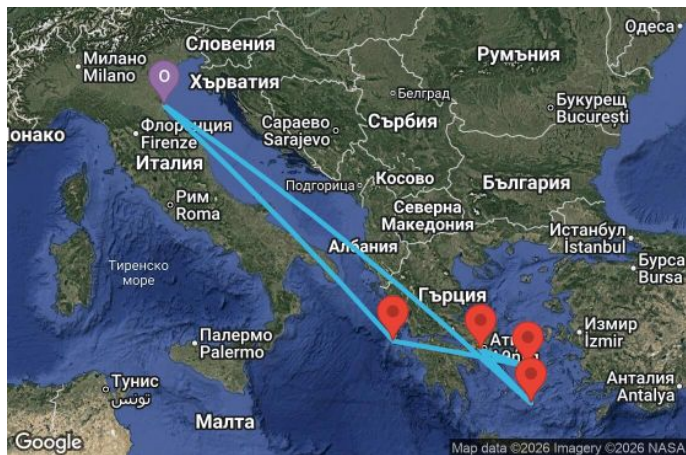 Одеса
Словения
Милано
Milano
Румъния
O
Хърватия
Белград
Букурещ
București
Монако
Флоренция
Firenze
Сараево
Sarajevo
Сърбия
Италия
Подгорица
Косово
България
Рим
Roma
Северна
Македония
Истанбул
İstanbul
Албания
Бурса
Bursa
Тиренско
море
Гърция
Измир
İzmir
Палермо
Palermo
Тунис
تونس
Анталия
Antalya
Малта
Google
Map data ©2026 Imagery ©2026 NASA